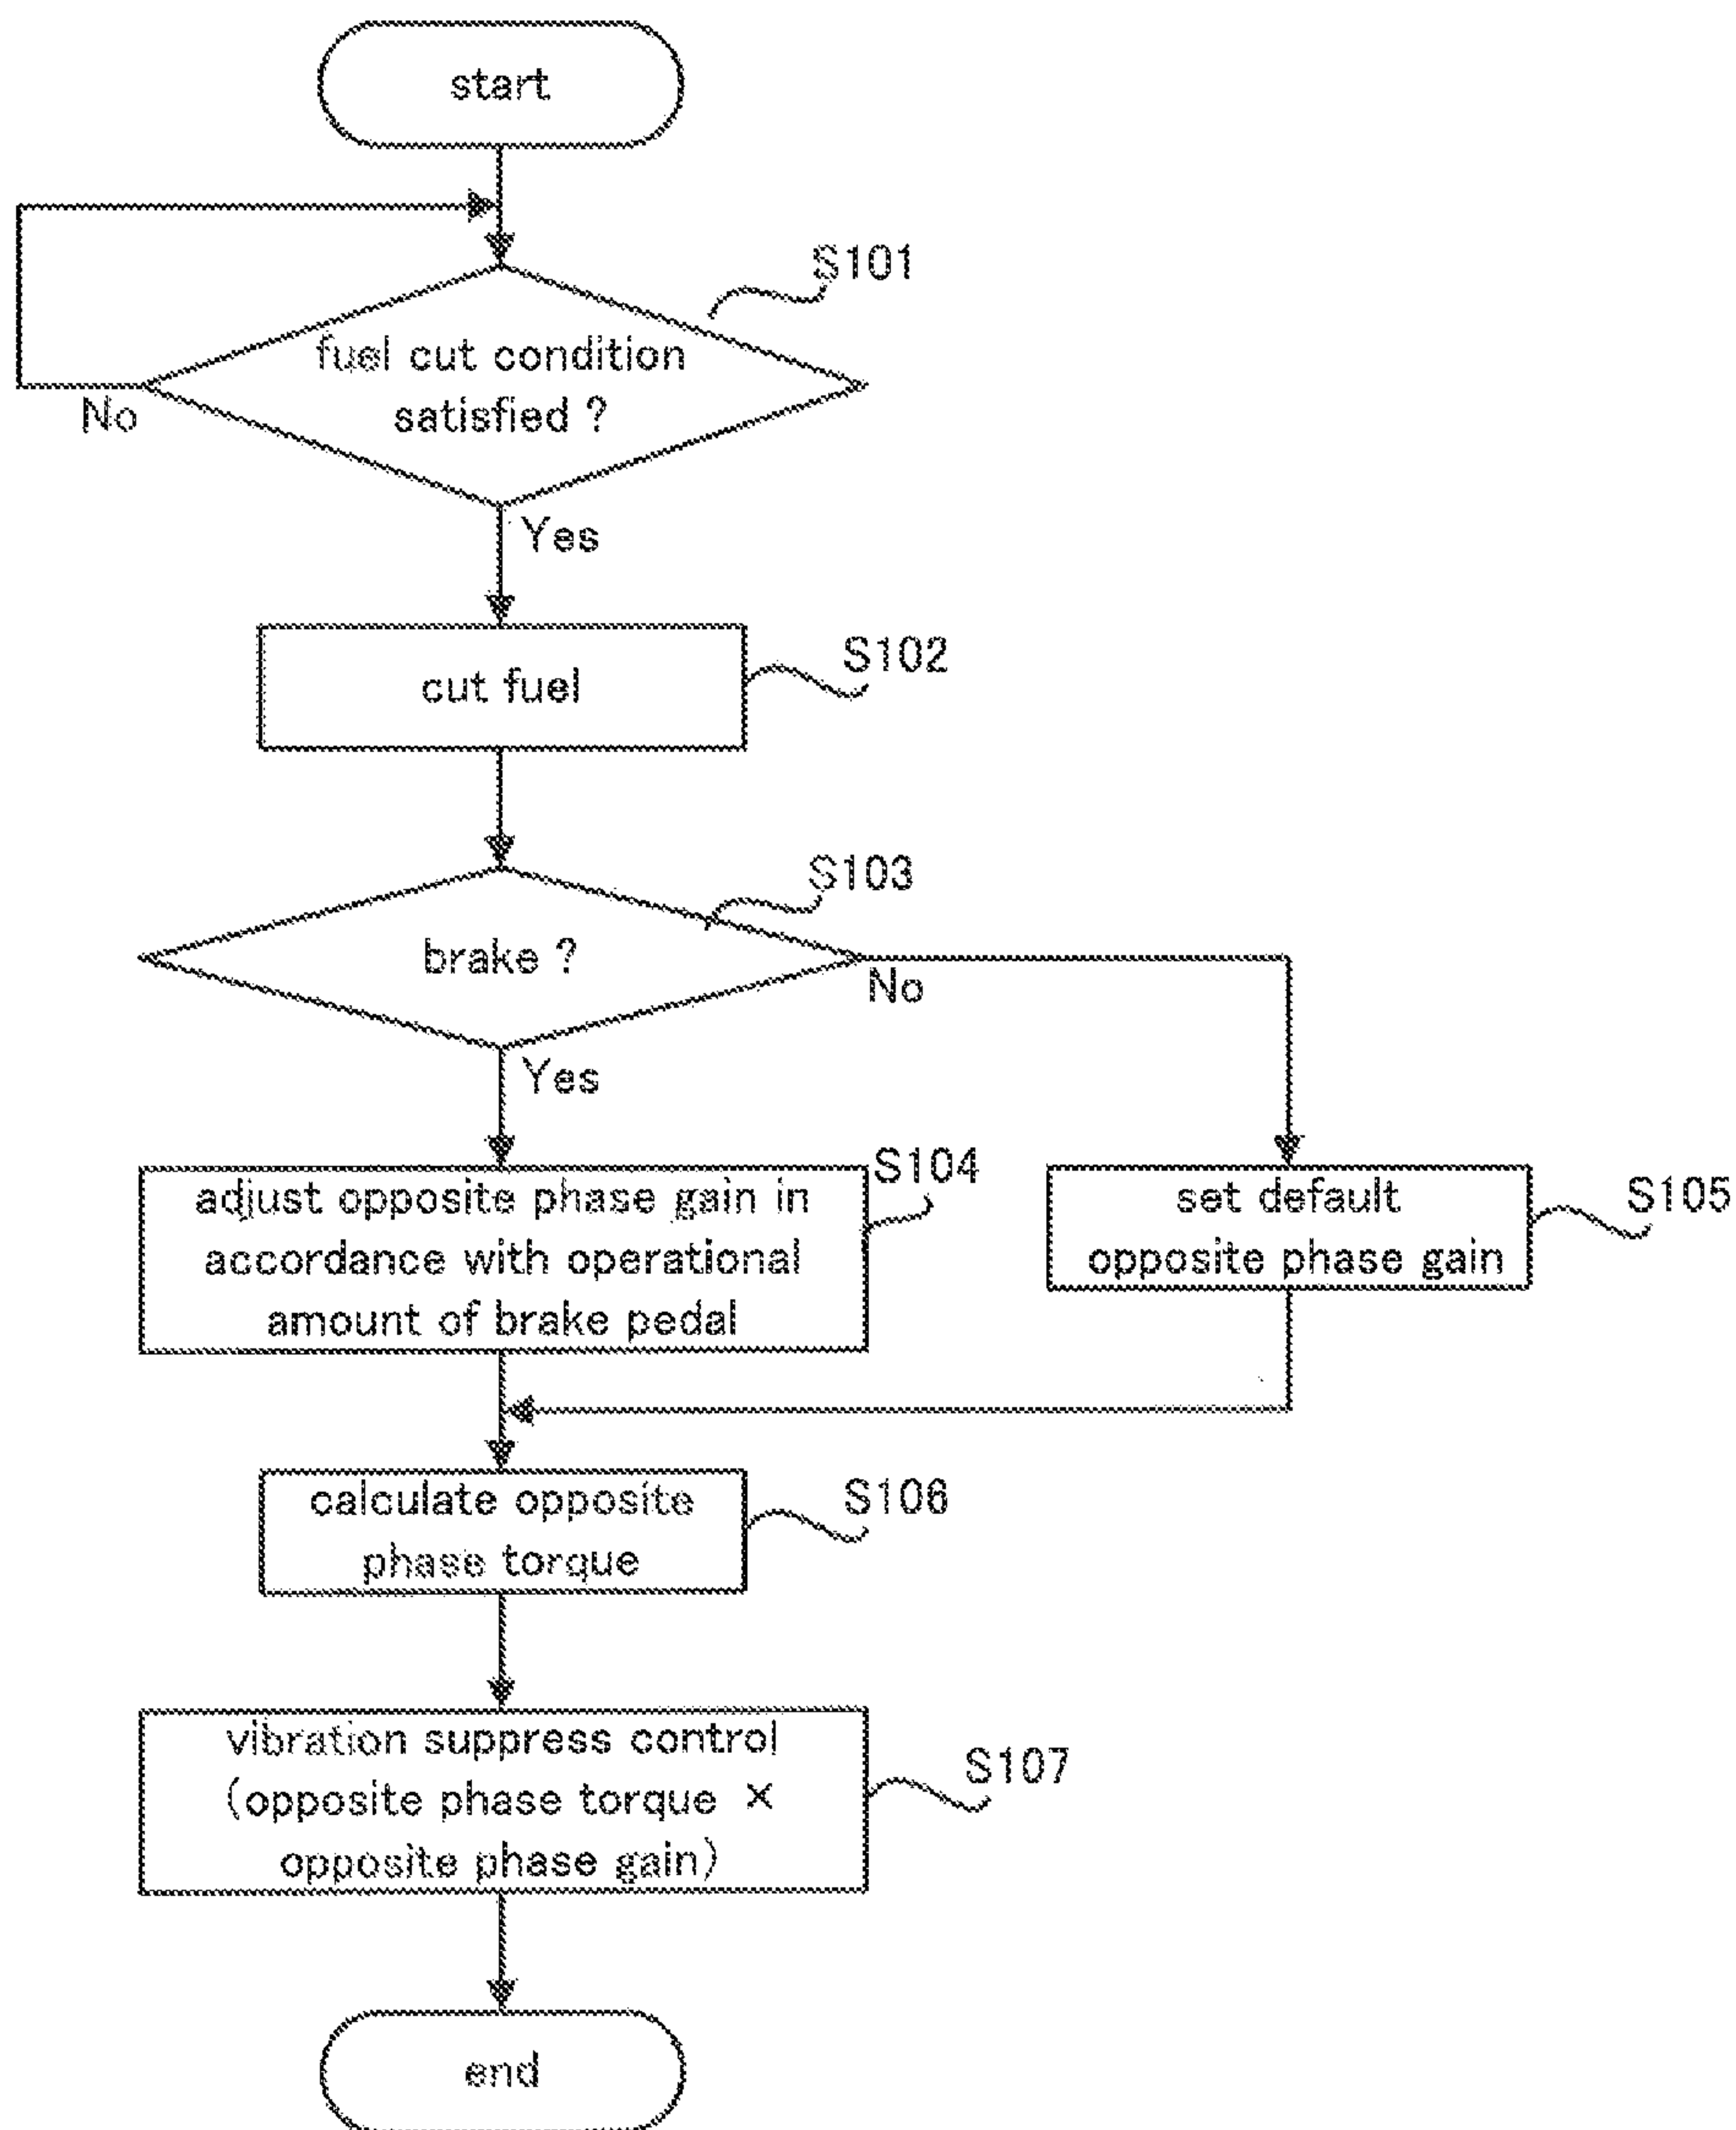 start
S101
fuel cut condition
satisfied ?
No
Yes
S102
cut fuel
S103
brake ?
No
Yes
S104
adjust opposite phase gain in
accordance with operational
amount of brake pedal
S105
set default
opposite phase gain
S106
calculate opposite
phase torque
S107
vibration suppress control
(opposite phase torque ×
opposite phase gain)
end